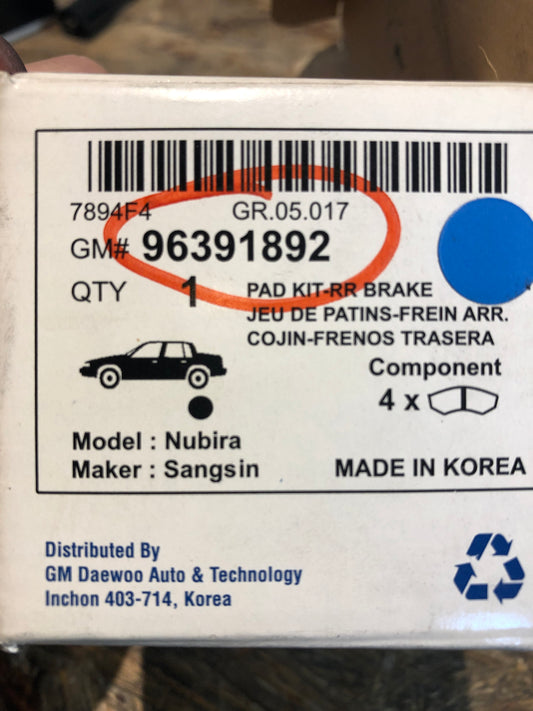 7894F4 GR.05.017
GM# 96391892
QTY 1 PAD KIT-RR BRAKE
JEU DE PATINS-FREIN ARR.
COJIN-FRENOS TRASERA
Component
4 x
Model : Nubira
Maker : Sangsin MADE IN KOREA
Distributed By
GM Daewoo Auto & Technology
Inchon 403-714, Korea